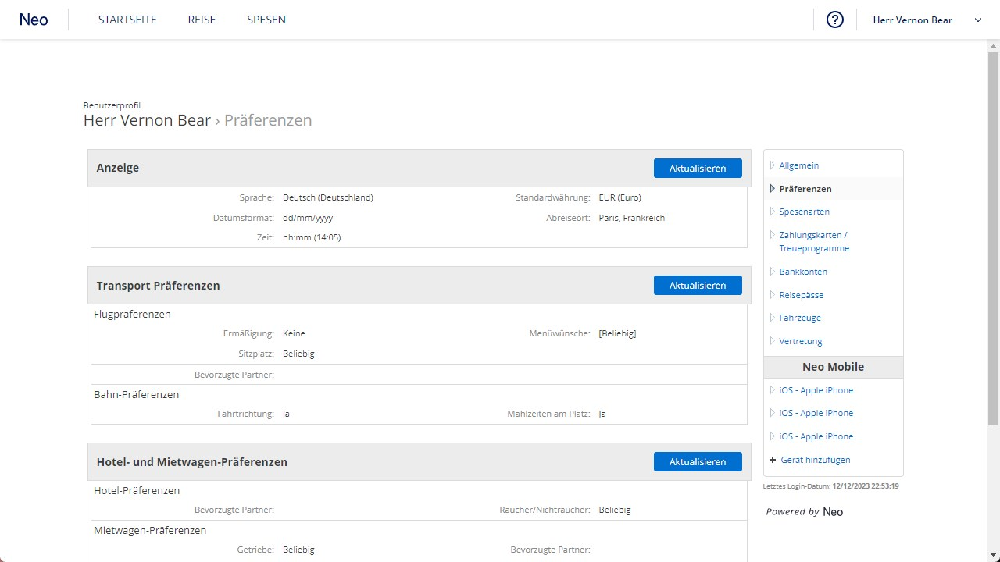 Neo
STARTSEITE
REISE
SPESEN
Herr Vernon Bear
Benutzerprofil
Herr Vernon Bear › Präferenzen
Anzeige
Aktualisieren
Sprache: Deutsch (Deutschland)
Standardwährung: EUR (Euro)
Datumsformat: dd/mm/yyyy
Abreiseort: Paris, Frankreich
Zeit: hh:mm (14:05)
Transport Präferenzen
Aktualisieren
Flugpräferenzen
Ermäßigung: Keine
Menüwünsche: [Beliebig]
Sitzplatz: Beliebig
Bevorzugte Partner:
Bahn-Präferenzen
Fahrtrichtung: Ja
Mahlzeiten am Platz: Ja
Hotel- und Mietwagen-Präferenzen
Aktualisieren
Hotel-Präferenzen
Bevorzugte Partner:
Raucher/Nichtraucher: Beliebig
Mietwagen-Präferenzen
Getriebe: Beliebig
Bevorzugte Partner:
Allgemein
Präferenzen
Spesenarten
Zahlungskarten /
Treueprogramme
Bankkonten
Reisepässe
Fahrzeuge
Vertretung
Neo Mobile
iOS - Apple iPhone
iOS - Apple iPhone
iOS - Apple iPhone
+ Gerät hinzufügen
Letztes Login-Datum: 12/12/2023 22:53:19
Powered by Neo